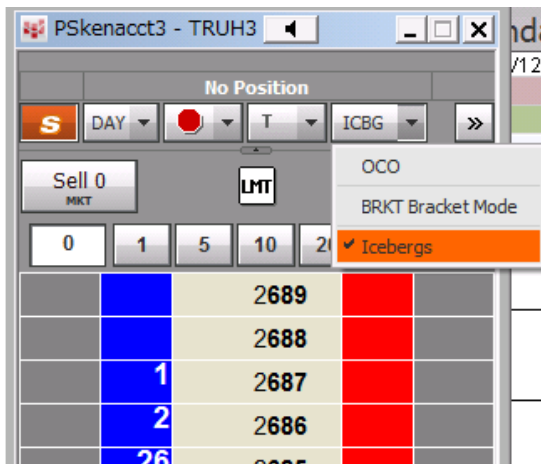 PSkenacct3 - TRUH3
No Position
S DAY T ICBG »
OCO
Sell 0
MKT
LMT
BRKT Bracket Mode
0 1 5 10
Icebergs
2689
2688
1 2687
2 2686
26
/12